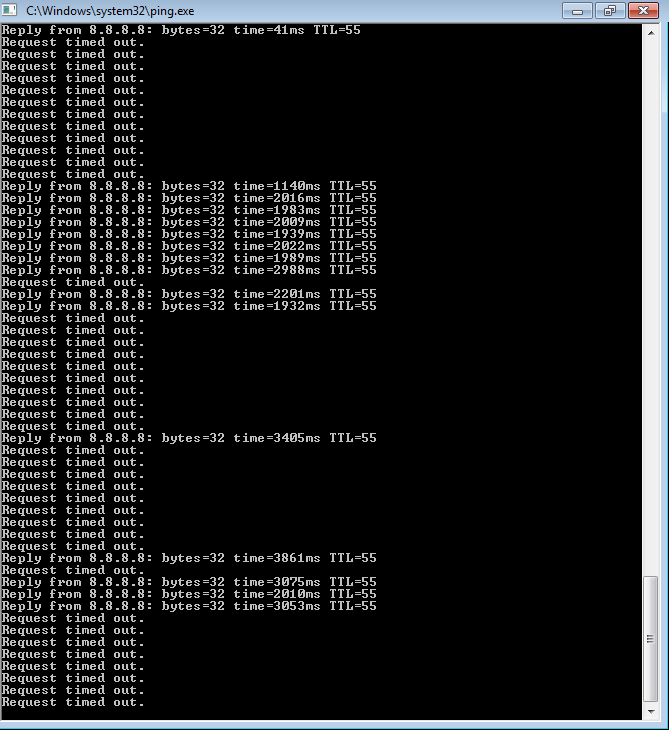 C:\Windows\system32\ping.exe
Reply from 8.8.8.8: bytes=32 time=41ms TTL=55
Request timed out.
Request timed out.
Request timed out.
Request timed out.
Request timed out.
Request timed out.
Request timed out.
Request timed out.
Request timed out.
Request timed out.
Request timed out.
Request timed out.
Reply from 8.8.8.8: bytes=32 time=1140ms TTL=55
Reply from 8.8.8.8: bytes=32 time=2016ms TTL=55
Reply from 8.8.8.8: bytes=32 time=1983ms TTL=55
Reply from 8.8.8.8: bytes=32 time=2009ms TTL=55
Reply from 8.8.8.8: bytes=32 time=1939ms TTL=55
Reply from 8.8.8.8: bytes=32 time=2022ms TTL=55
Reply from 8.8.8.8: bytes=32 time=1989ms TTL=55
Reply from 8.8.8.8: bytes=32 time=2988ms TTL=55
Request timed out.
Reply from 8.8.8.8: bytes=32 time=2201ms TTL=55
Reply from 8.8.8.8: bytes=32 time=1932ms TTL=55
Request timed out.
Request timed out.
Request timed out.
Request timed out.
Request timed out.
Request timed out.
Request timed out.
Request timed out.
Request timed out.
Request timed out.
Reply from 8.8.8.8: bytes=32 time=3405ms TTL=55
Request timed out.
Request timed out.
Request timed out.
Request timed out.
Request timed out.
Request timed out.
Request timed out.
Request timed out.
Request timed out.
Reply from 8.8.8.8: bytes=32 time=3861ms TTL=55
Request timed out.
Reply from 8.8.8.8: bytes=32 time=3075ms TTL=55
Reply from 8.8.8.8: bytes=32 time=2010ms TTL=55
Reply from 8.8.8.8: bytes=32 time=3053ms TTL=55
Request timed out.
Request timed out.
Request timed out.
Request timed out.
Request timed out.
Request timed out.
Request timed out.
Request timed out.